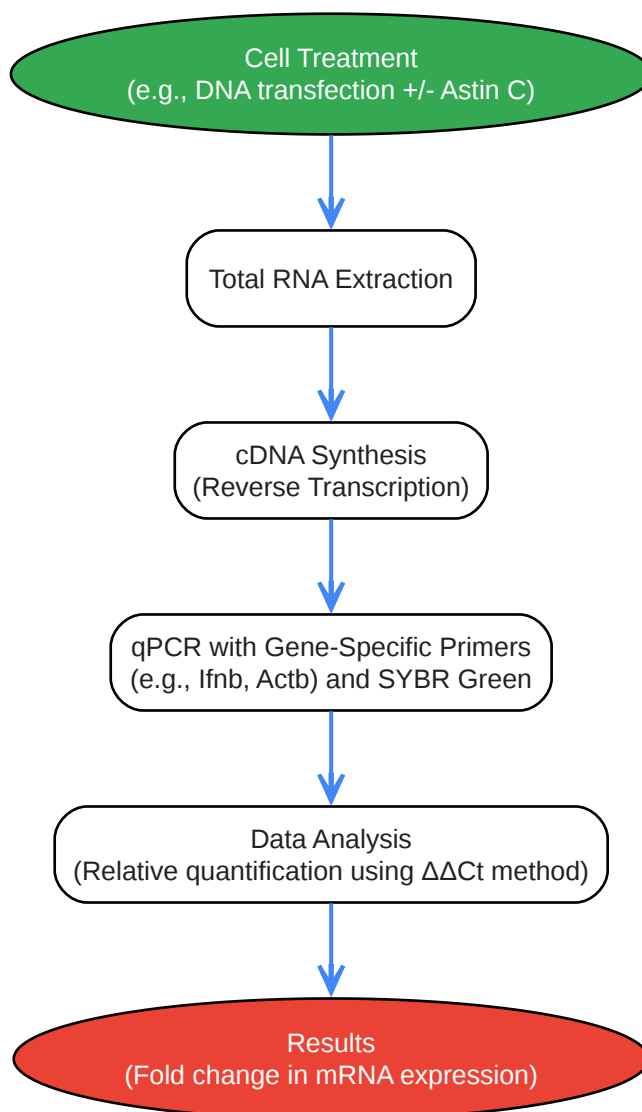 Cell Treatment
(e.g., DNA transfection +/- Astin C)
Total RNA Extraction
cDNA Synthesis
(Reverse Transcription)
qPCR with Gene-Specific Primers
(e.g., Ifnb, Actb) and SYBR Green
Data Analysis
(Relative quantification using ΔΔCt method)
Results
(Fold change in mRNA expression)